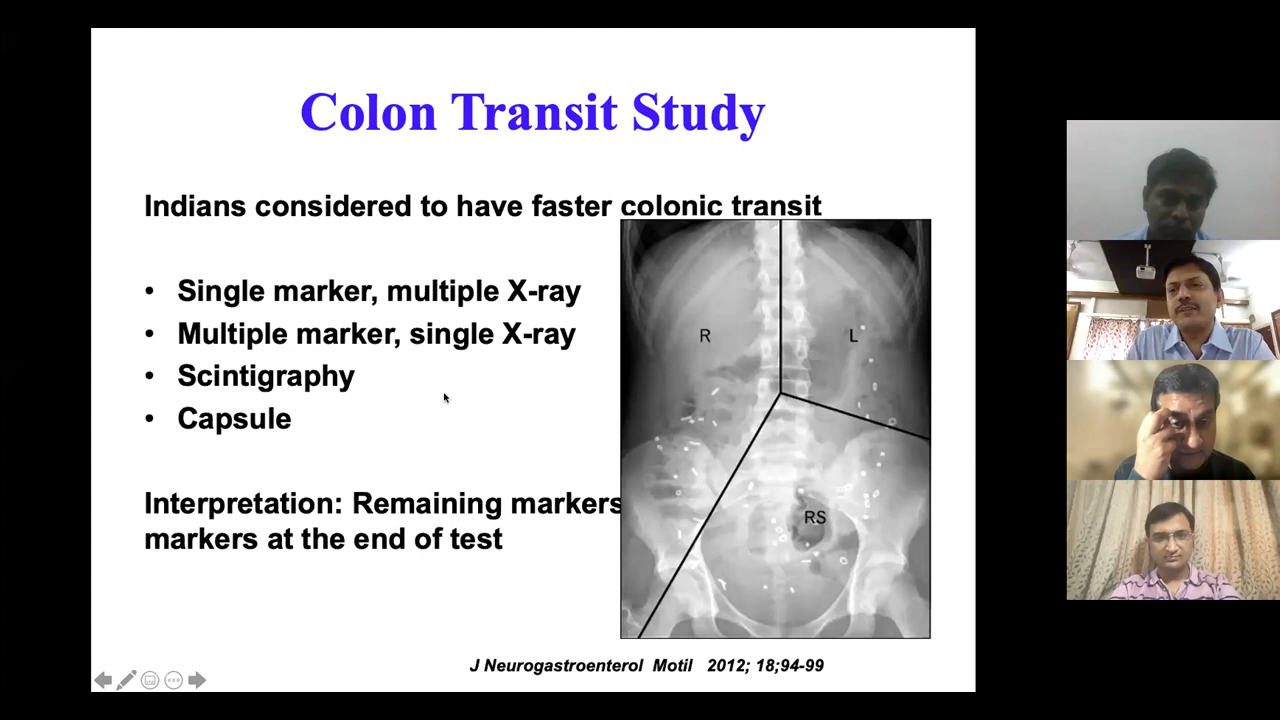 Colon Transit Study
Indians considered to have faster colonic transit
• Single marker, multiple X-ray
• Multiple marker, single X-ray
• Scintigraphy
• Capsule
Interpretation: Remaining markers
markers at the end of test
R
L
RS
J Neurogastroenterol Motil 2012; 18;94-99